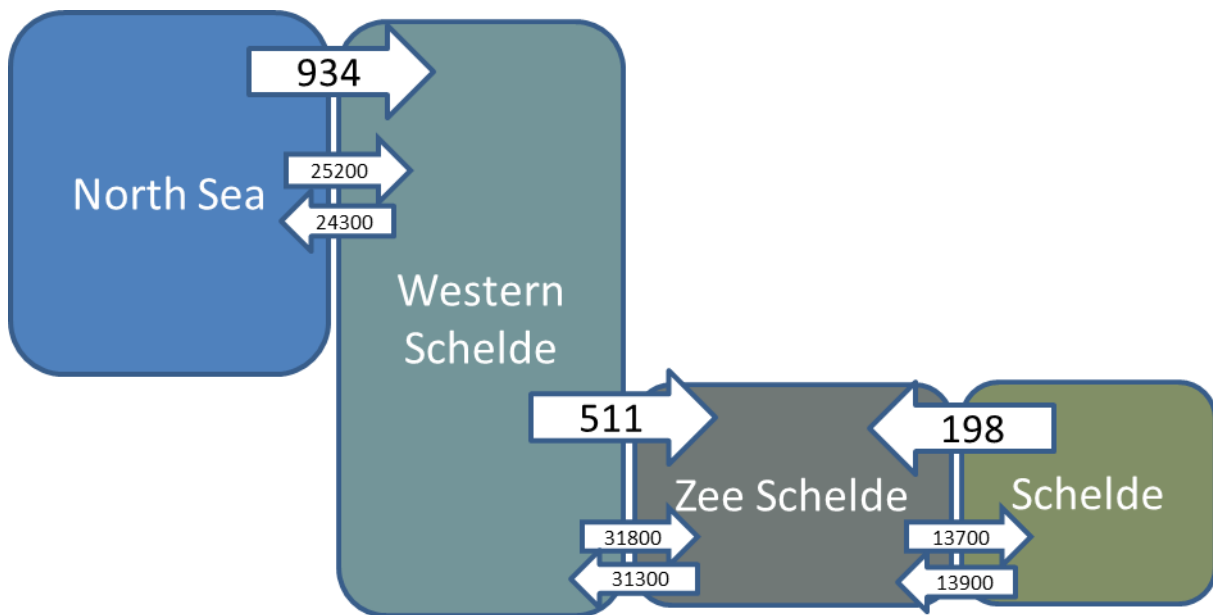 934
25200
North Sea
24300
Western
Schelde
511
198
Zee Schelde
Schelde
31800
13700
31300
13900